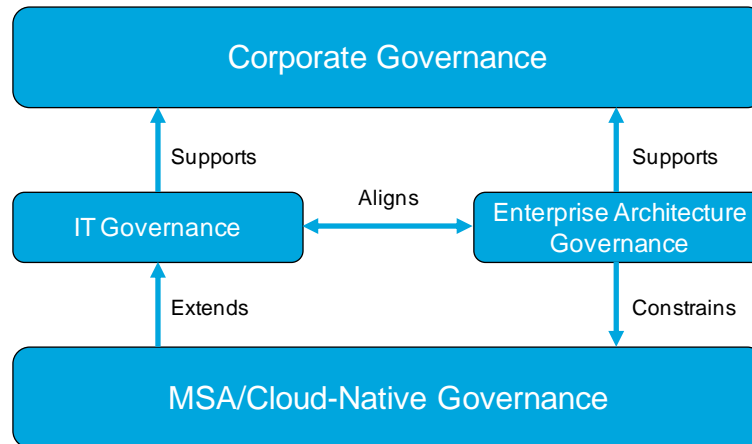 Corporate Governance
Supports
Supports
Aligns
IT Governance
Enterprise Architecture
Governance
Extends
Constrains
MSA/Cloud-Native Governance